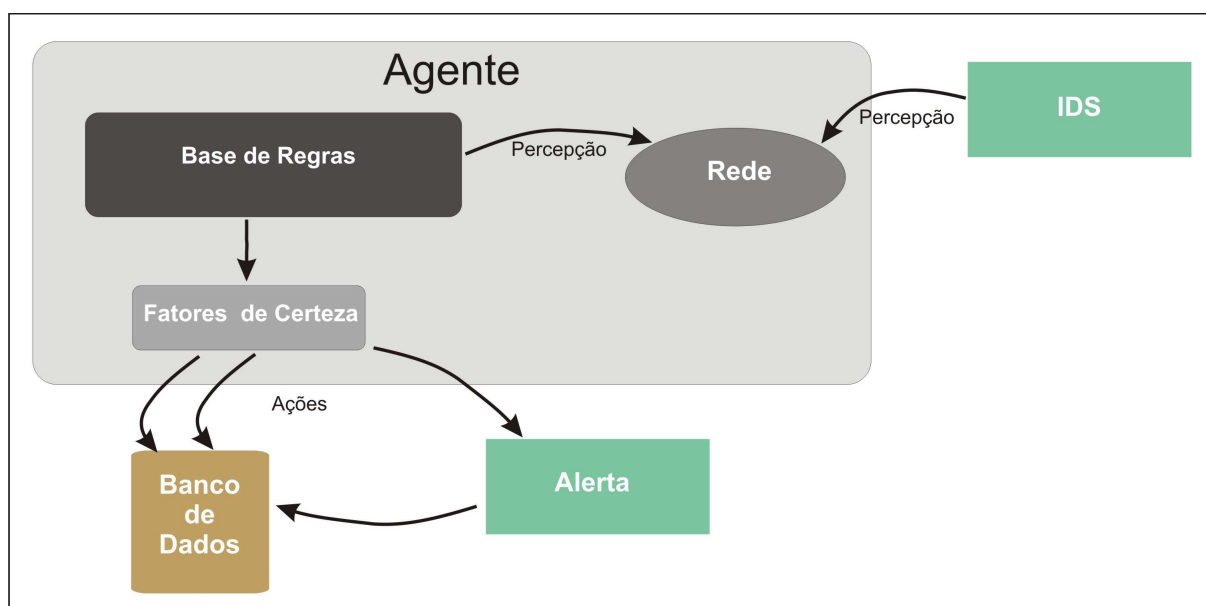 Agente
Base de Regras
Percepção
Rede
Percepção
IDS
Fatores de Certeza
Ações
Banco
de
Dados
Alerta